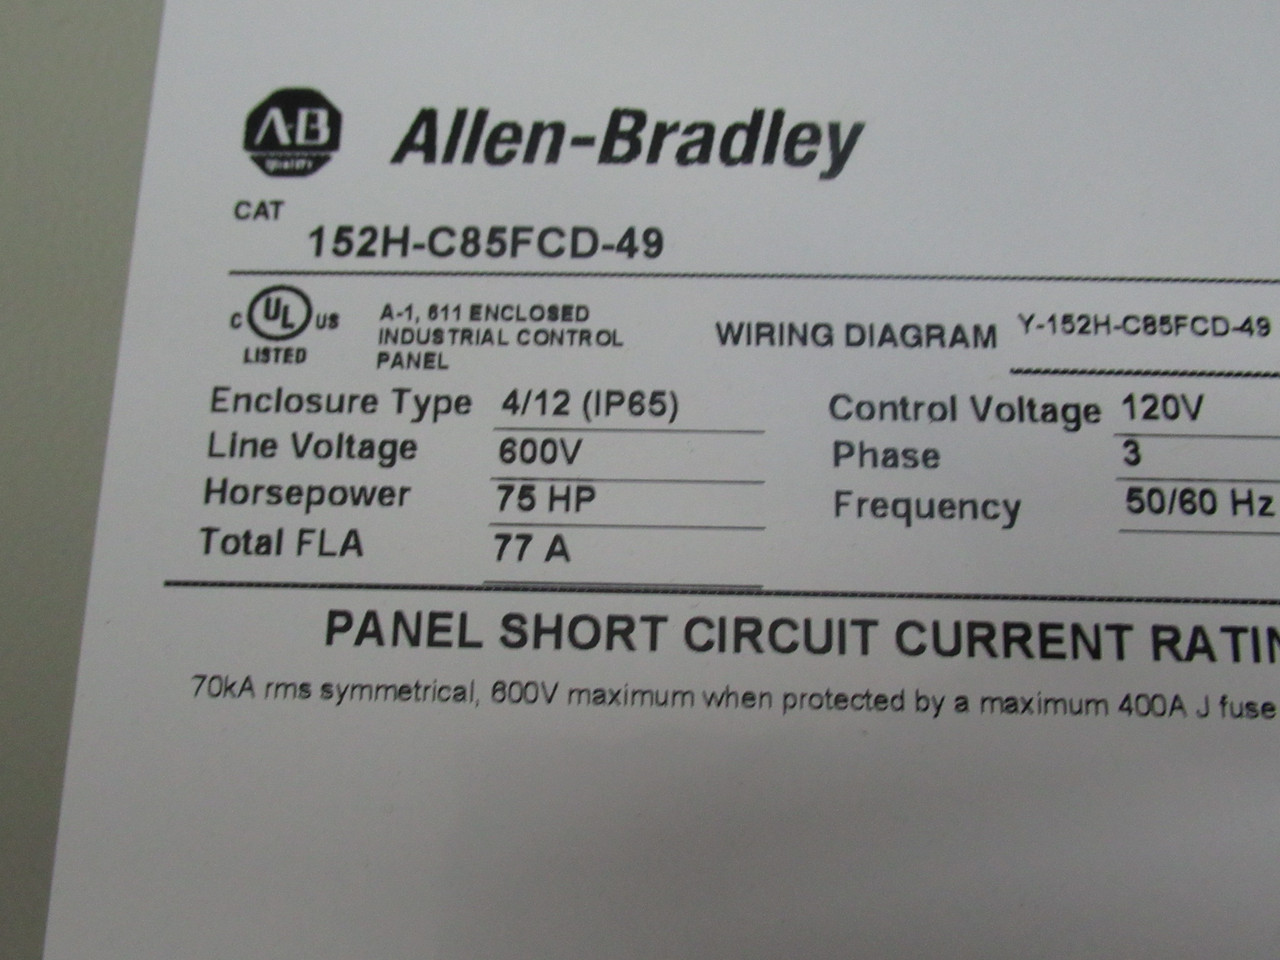 A-B
Quality
Allen-Bradley
CAT
152H-C85FCD-49
C UL US
LISTED
A-1, 611 ENCLOSED
INDUSTRIAL CONTROL
PANEL
WIRING DIAGRAM Y-152H-C85FCD-49
Enclosure Type 4/12 (IP65)
Control Voltage 120V
Line Voltage 600V
Phase 3
Horsepower 75 HP
Frequency 50/60 Hz
Total FLA 77 A
PANEL SHORT CIRCUIT CURRENT RATIN
70kA rms symmetrical, 600V maximum when protected by a maximum 400A J fuse